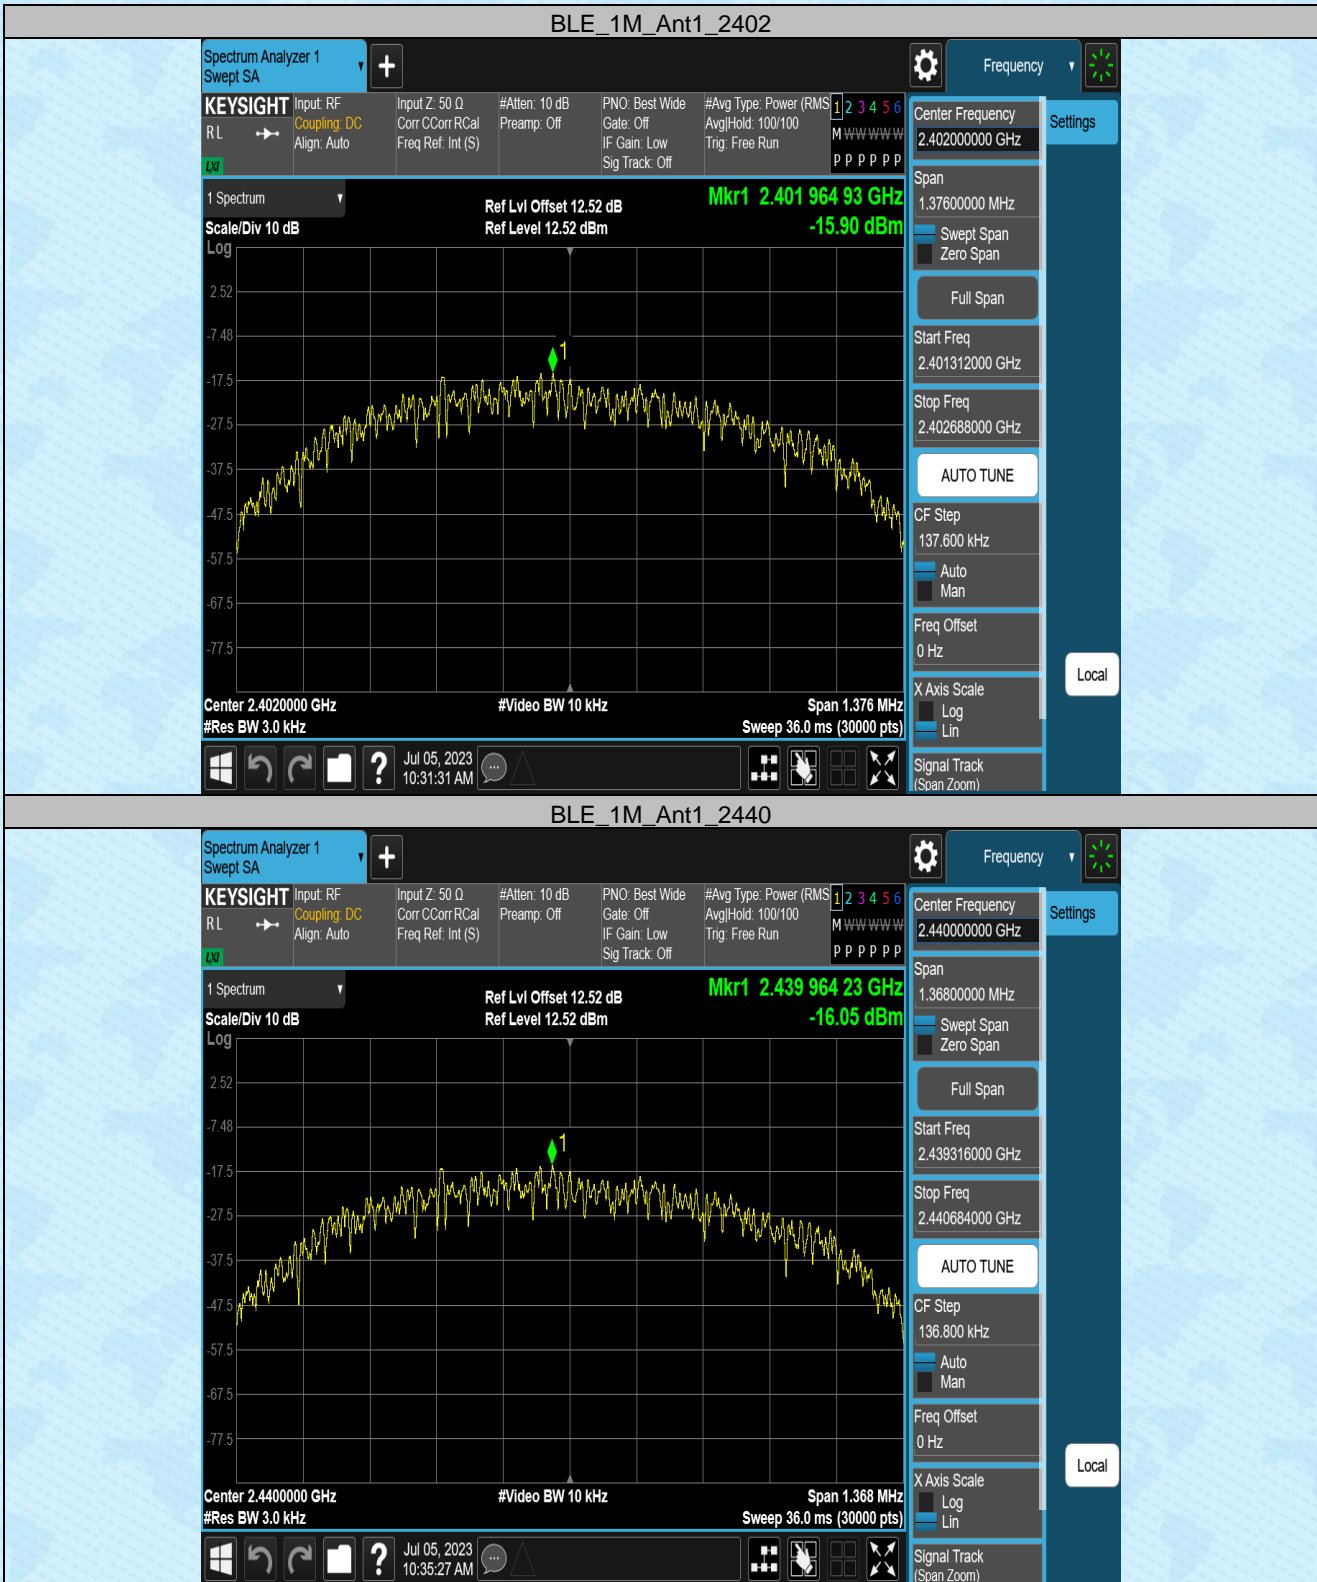 BLE_1M_Ant1_2402
Spectrum Analyzer 1
Swept SA
Frequency
KEYSIGHT
RL
LXI
Input: RF
Coupling: DC
Align: Auto
Input Z: 50 Ω
Corr CCorr RCal
Freq Ref: Int (S)
#Atten: 10 dB
Preamp: Off
PNO: Best Wide
Gate: Off
IF Gain: Low
Sig Track: Off
#Avg Type: Power (RMS
Avg|Hold: 100/100
Trig: Free Run
1 2 3 4 5 6
M W W W W W
P P P P P P
Center Frequency
2.402000000 GHz
Settings
Span
1.37600000 MHz
Swept Span
Zero Span
Full Span
Start Freq
2.401312000 GHz
Stop Freq
2.402688000 GHz
AUTO TUNE
CF Step
137.600 kHz
Auto
Man
Freq Offset
0 Hz
X Axis Scale
Log
Lin
Signal Track
(Span Zoom)
Local
1 Spectrum
Scale/Div 10 dB
Log
Ref Lvl Offset 12.52 dB
Ref Level 12.52 dBm
Mkr1 2.401 964 93 GHz
-15.90 dBm
2.52
-7.48
-17.5
-27.5
-37.5
-47.5
-57.5
-67.5
-77.5
1
Center 2.4020000 GHz
#Res BW 3.0 kHz
#Video BW 10 kHz
Span 1.376 MHz
Sweep 36.0 ms (30000 pts)
?
Jul 05, 2023
10:31:31 AM
BLE_1M_Ant1_2440
Spectrum Analyzer 1
Swept SA
Frequency
KEYSIGHT
RL
LXI
Input: RF
Coupling: DC
Align: Auto
Input Z: 50 Ω
Corr CCorr RCal
Freq Ref: Int (S)
#Atten: 10 dB
Preamp: Off
PNO: Best Wide
Gate: Off
IF Gain: Low
Sig Track: Off
#Avg Type: Power (RMS
Avg|Hold: 100/100
Trig: Free Run
1 2 3 4 5 6
M W W W W W
P P P P P P
Center Frequency
2.440000000 GHz
Settings
Span
1.36800000 MHz
Swept Span
Zero Span
Full Span
Start Freq
2.439316000 GHz
Stop Freq
2.440684000 GHz
AUTO TUNE
CF Step
136.800 kHz
Auto
Man
Freq Offset
0 Hz
X Axis Scale
Log
Lin
Signal Track
(Span Zoom)
Local
1 Spectrum
Scale/Div 10 dB
Log
Ref Lvl Offset 12.52 dB
Ref Level 12.52 dBm
Mkr1 2.439 964 23 GHz
-16.05 dBm
2.52
-7.48
-17.5
-27.5
-37.5
-47.5
-57.5
-67.5
-77.5
1
Center 2.4400000 GHz
#Res BW 3.0 kHz
#Video BW 10 kHz
Span 1.368 MHz
Sweep 36.0 ms (30000 pts)
?
Jul 05, 2023
10:35:27 AM